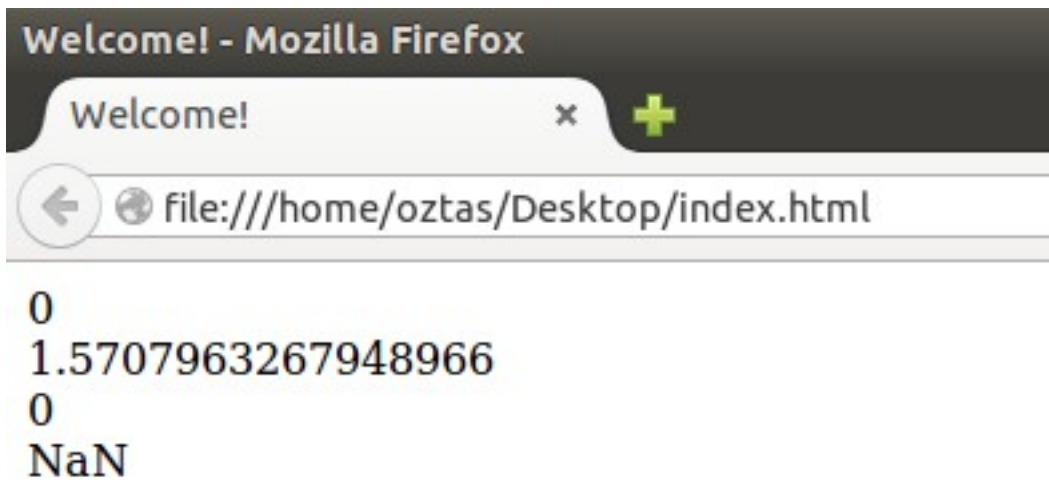 Welcome! - Mozilla Firefox
Welcome!
file:///home/oztas/Desktop/index.html
0
1.5707963267948966
0
NaN